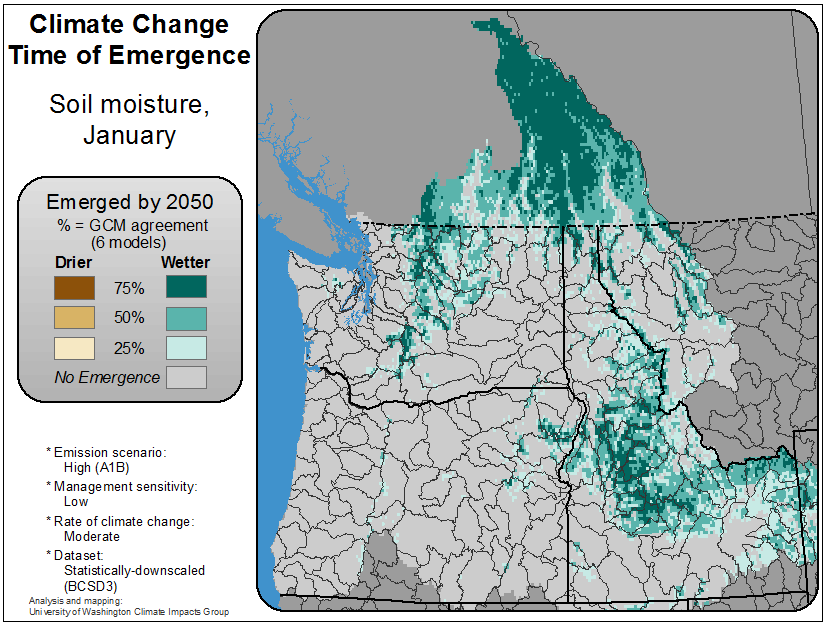 Climate Change
Time of Emergence
Soil moisture,
January
Emerged by 2050
% = GCM agreement
(6 models)
Drier Wetter
75%
50%
25%
No Emergence
* Emission scenario:
High (A1B)
* Management sensitivity:
Low
* Rate of climate change:
Moderate
* Dataset:
Statistically-downscaled
(BCSD3)
Analysis and mapping:
University of Washington Climate Impacts Group